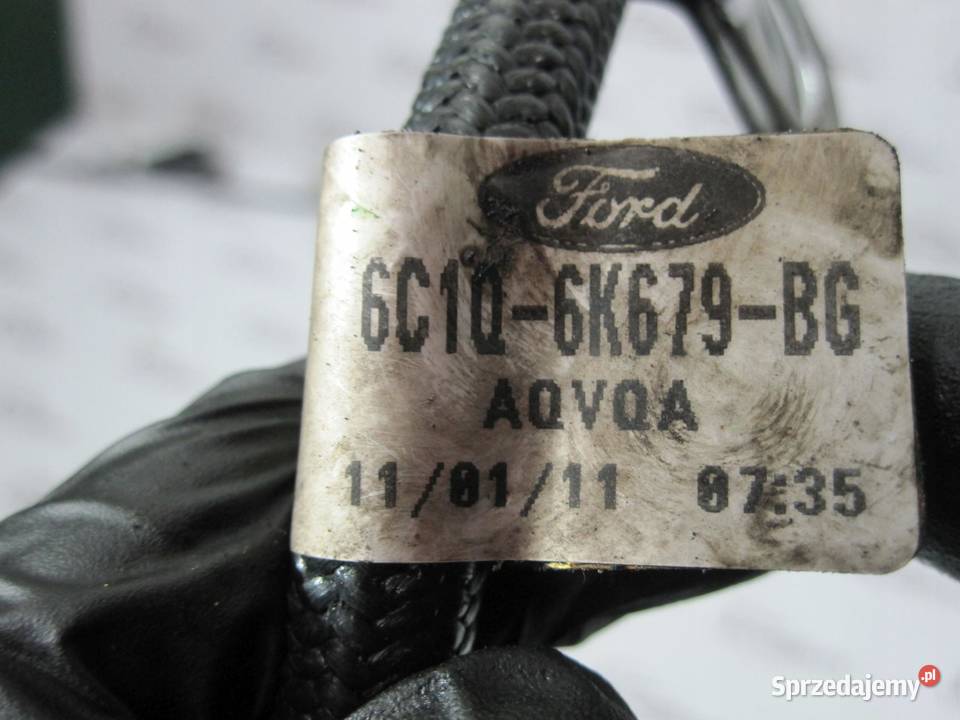 Ford
6C1Q-6K679-BG
AQVQA
11/01/11 07:35
Sprzedajemy.pl